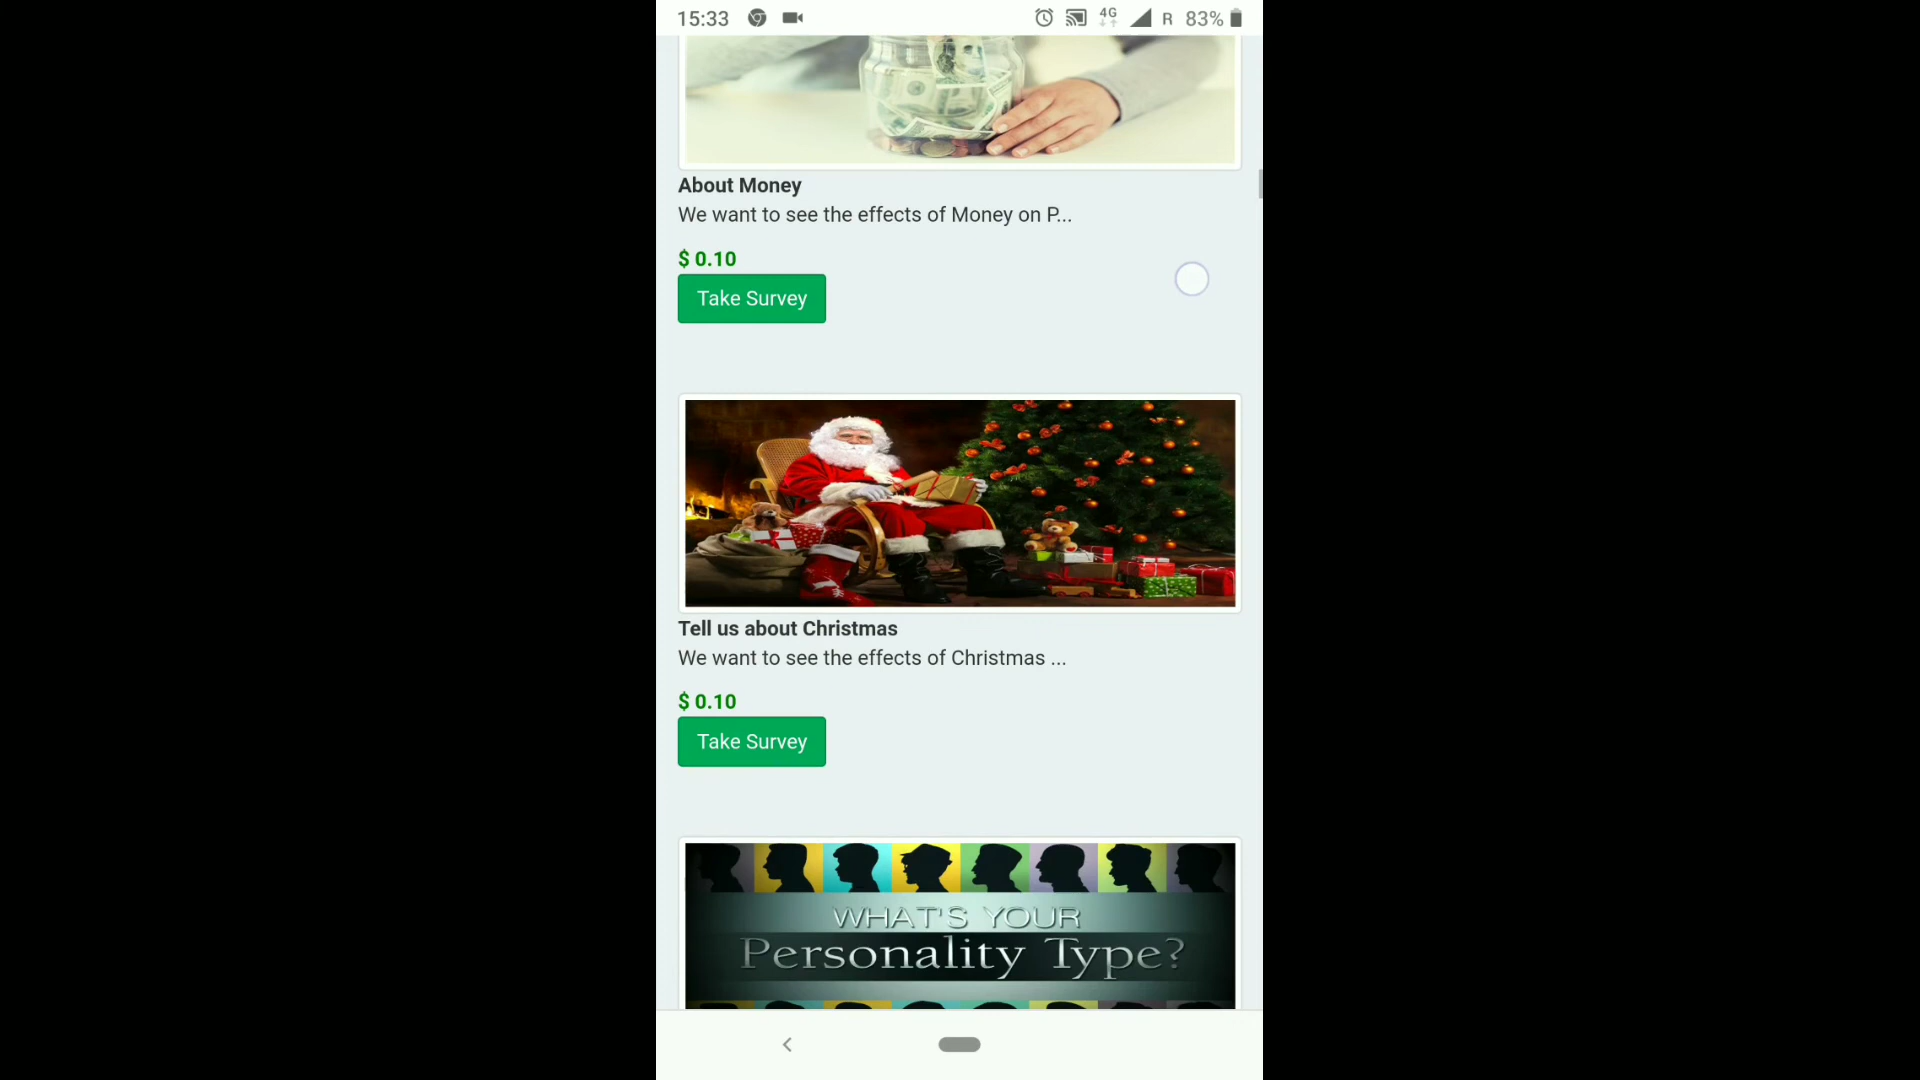 15:33
4G
R 83%
About Money
We want to see the effects of Money on P...
$ 0.10
Take Survey
Tell us about Christmas
We want to see the effects of Christmas ...
$ 0.10
Take Survey
WHAT'S YOUR
Personality Type?